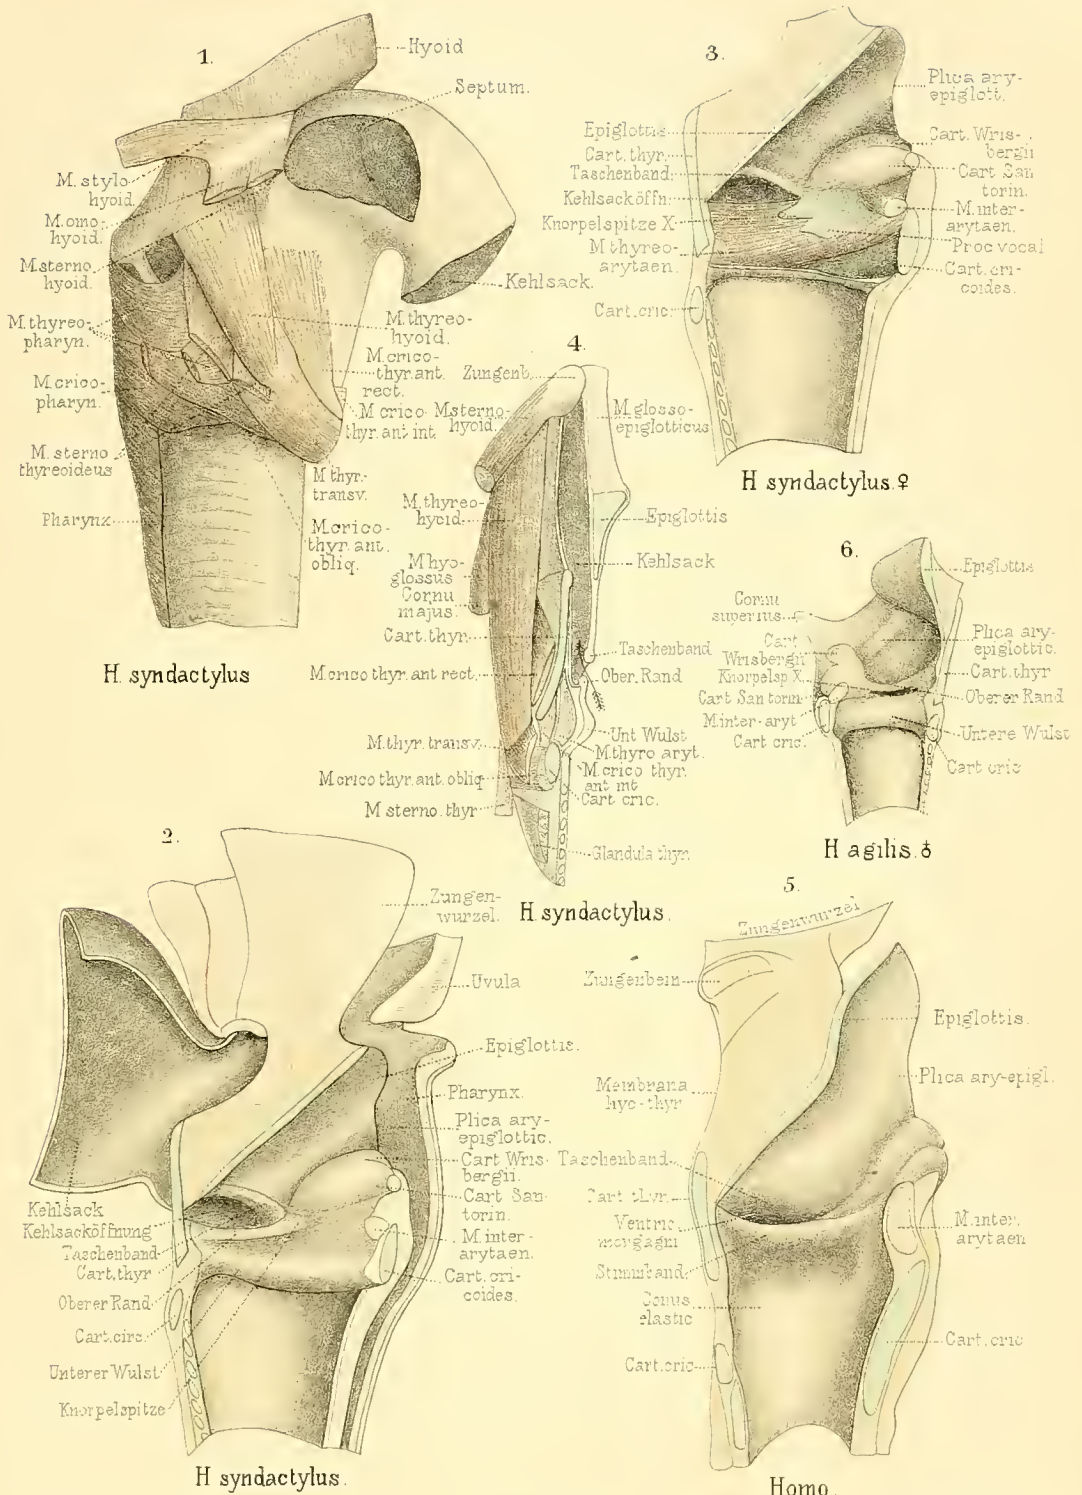 1.
Hyoid
Septum.
M. stylo
hyoid.
M. omo-
hyoid.
M. sterno
hyoid.
M. thyreo-
pharyn.
M. crico-
pharyn.
M. sterno
thyreoideus
Pharynx
Kehlsack.
M. thyreo-
hyoid.
M. crico-
thyr. ant.
rect.
M. crico-
thyr. ant. int
M thyr.
transv.
M. crico-
thyr. ant.
obliq.
H. syndactylus
3.
Plica ary-
epiglott.
Epiglottis
Cart. thyr.
Taschenband
Kehlsacköffn.
Knorpelspitze X
M thyreo-
arytaen.
Cart. cric.
Cart. Wris-
bergii
Cart San
torin.
M. inter-
arytaen.
Proc vocal
Cart. cri-
coides.
H syndactylus ♀
4.
Zungenb.
M. sterno-
hyoid.
M. glosso-
epiglotticus
M. thyreo-
hyoid.
Epiglottis
M hyo-
glossus
Cornu
majus.
Kehlsack
Cart. thyr.
Taschenband
M. crico thyr. ant rect.
Ober. Rand
Unt Wulst
M. thyr. transv.
M. thyro aryt.
M. crico thyr. ant. obliq
M. crico thyr.
ant int
Cart cric.
M sterno. thyr
Glandula thyr.
H. syndactylus.
6.
Epiglottis
Cornu
superius
Cart
Wrisbergii
Knorpelsp X.
Cart San torin
M. inter-aryt
Cart cric.
Plica ary-
epiglottic.
Cart. thyr
Oberer Rand
Untere Wulst
Cart cric
H agilis. ♂
2.
Zungen-
wurzel.
Uvula
Epiglottis.
Pharynx.
Plica ary-
epiglottic.
Cart Wris-
bergii.
Cart San-
torin.
M. inter-
arytaen.
Cart. cri-
coides.
Kehlsack
Kehlsacköffnung
Taschenband
Cart. thyr
Oberer Rand
Cart. circ
Unterer Wulst
Knorpelspitze
H syndactylus.
5.
Zungenwurzel
Zungenbein
Epiglottis.
Membrana
hyo-thyr
Plica ary-epigl.
Taschenband
Cart thyr.
Ventric
morgagni
Stimmband
Conus
elastic
Cart. cric
M. inter.
arytaen
Cart. cric
Homo.